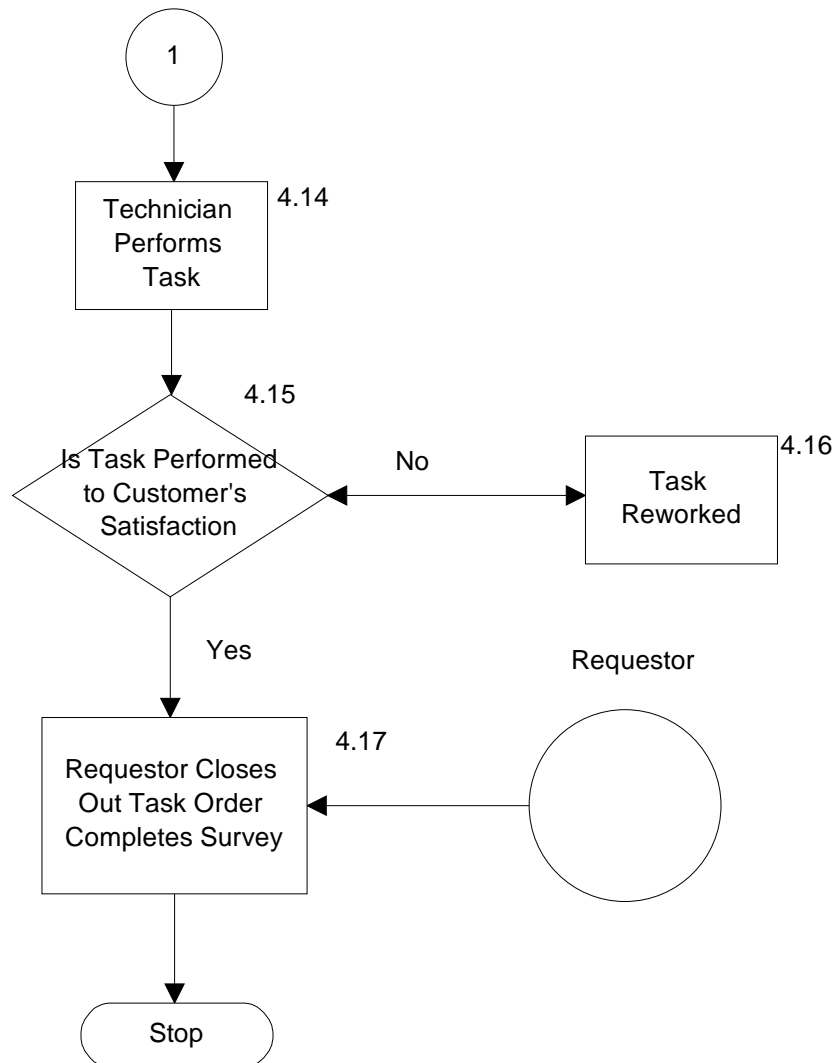 1
Technician
Performs
Task
4.14
4.15
Is Task Performed
to Customer's
Satisfaction
No
Task
Reworked
4.16
Yes
Requestor
4.17
Requestor Closes
Out Task Order
Completes Survey
Stop